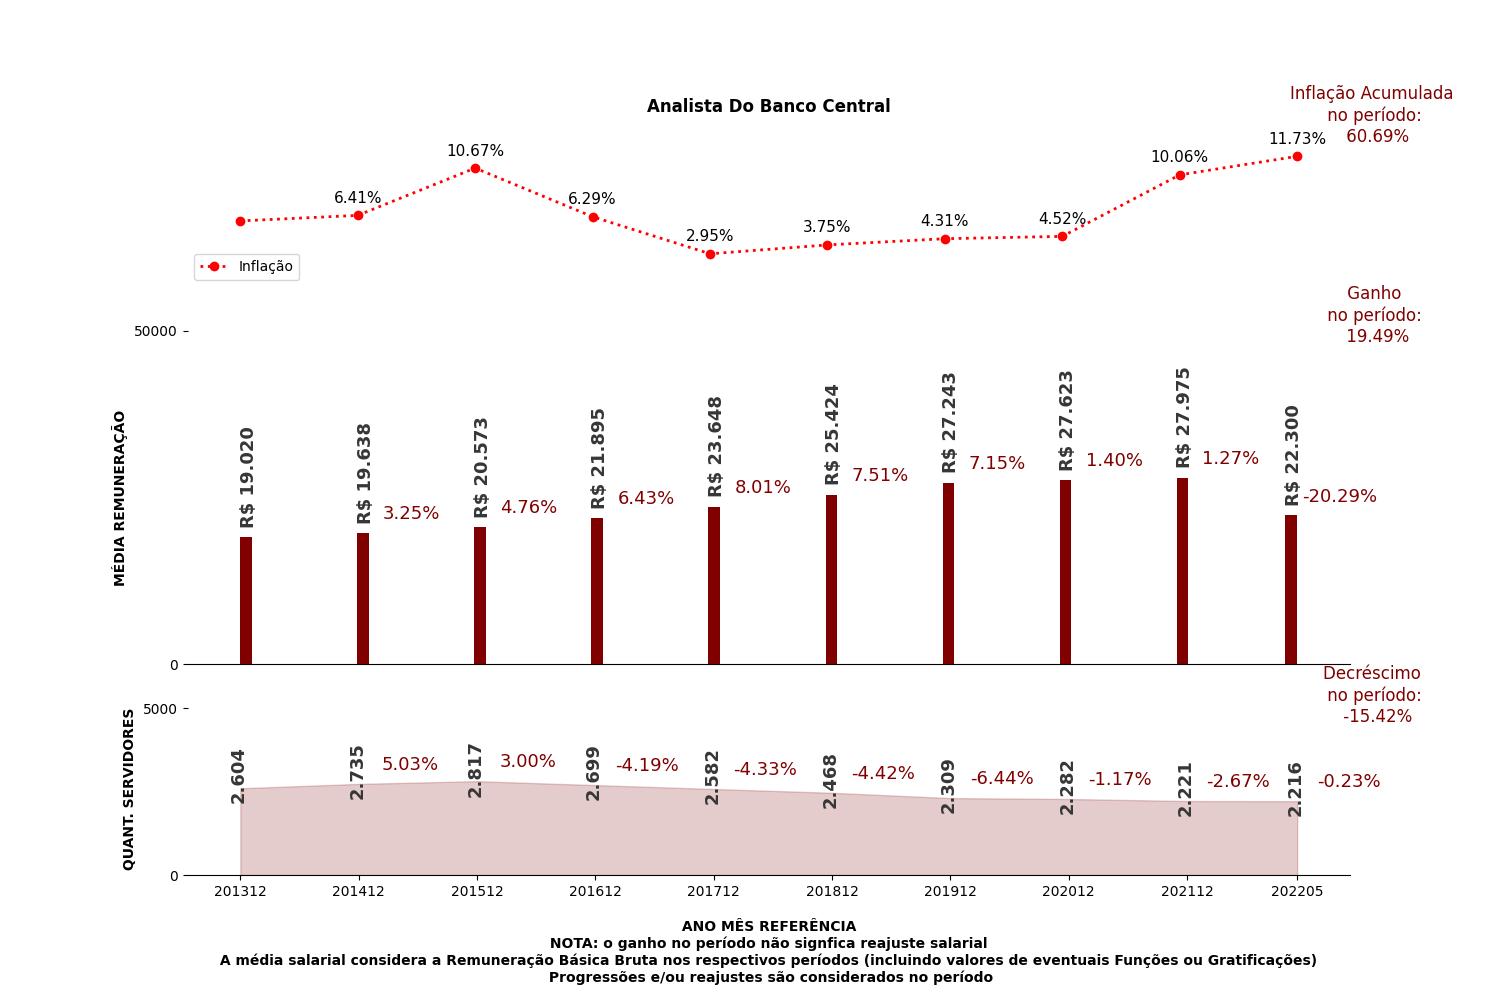 Analista Do Banco Central
Inflação Acumulada
no período:
60.69%
6.41%
10.67%
6.29%
2.95%
3.75%
4.31%
4.52%
10.06%
11.73%
Inflação
Ganho
no período:
19.49%
MÉDIA REMUNERAÇÃO
50000
0
R$ 19.020
R$ 19.638
R$ 20.573
R$ 21.895
R$ 23.648
R$ 25.424
R$ 27.243
R$ 27.623
R$ 27.975
R$ 22.300
3.25%
4.76%
6.43%
8.01%
7.51%
7.15%
1.40%
1.27%
-20.29%
Decréscimo
no período:
-15.42%
QUANT. SERVIDORES
5000
0
2.604
2.735
2.817
2.699
2.582
2.468
2.309
2.282
2.221
2.216
5.03%
3.00%
-4.19%
-4.33%
-4.42%
-6.44%
-1.17%
-2.67%
-0.23%
201312
201412
201512
201612
201712
201812
201912
202012
202112
202205
ANO MÊS REFERÊNCIA
NOTA: o ganho no período não signfica reajuste salarial
A média salarial considera a Remuneração Básica Bruta nos respectivos períodos (incluindo valores de eventuais Funções ou Gratificações)
Progressões e/ou reajustes são considerados no período